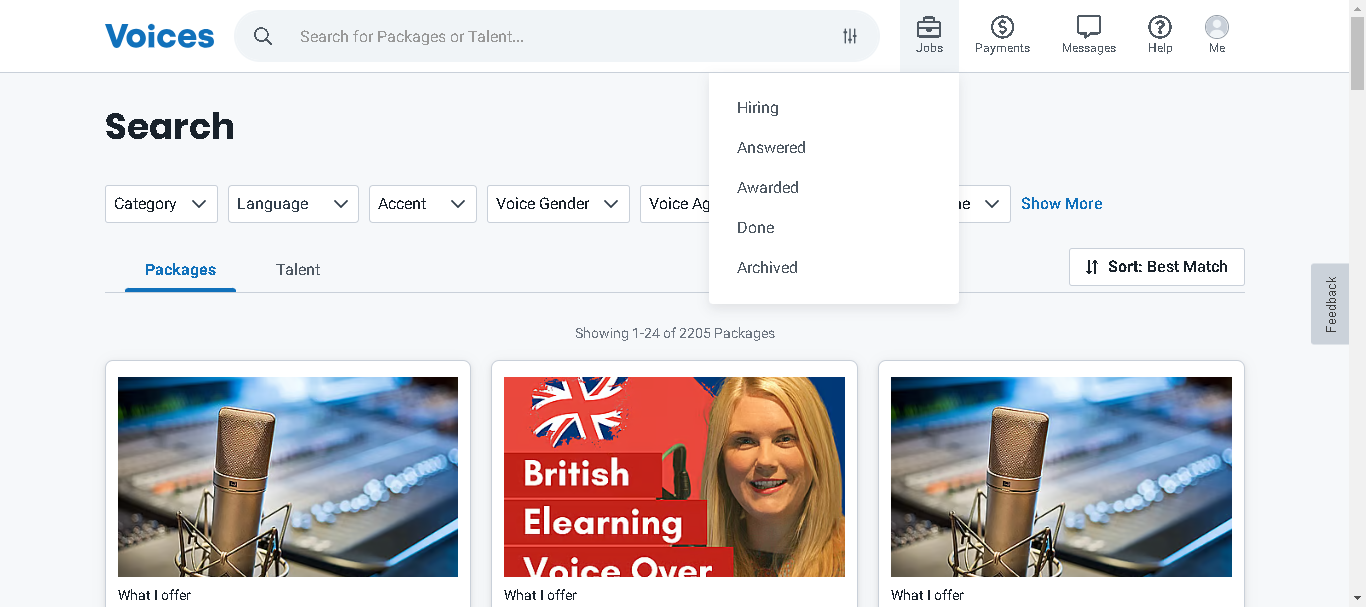 Voices
Search for Packages or Talent...
Jobs
Payments
Messages
Help
Me
Hiring
Answered
Awarded
Done
Archived
Search
Category
Language
Accent
Voice Gender
Voice Ag
ne
Show More
Packages
Talent
Sort: Best Match
Feedback
Showing 1-24 of 2205 Packages
British
Elearning
Voice Over
What I offer
What I offer
What I offer